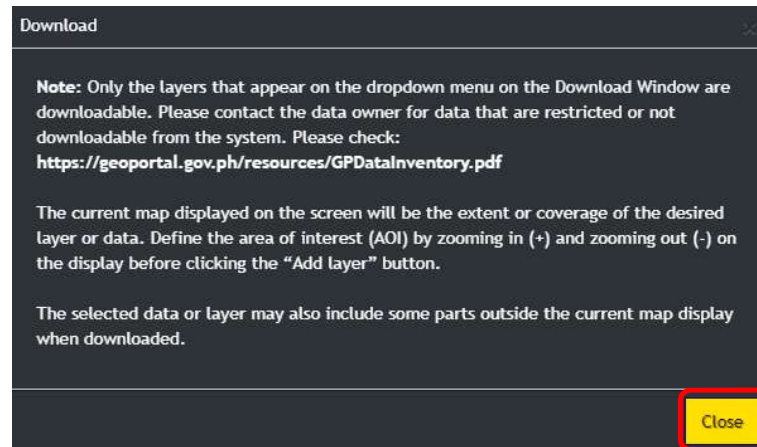 Download
Note: Only the layers that appear on the dropdown menu on the Download Window are
downloadable. Please contact the data owner for data that are restricted or not
downloadable from the system. Please check:
https://geoportal.gov.ph/resources/GPDataInventory.pdf
The current map displayed on the screen will be the extent or coverage of the desired
layer or data. Define the area of interest (AOI) by zooming in (+) and zooming out (-) on
the display before clicking the “Add layer” button.
The selected data or layer may also include some parts outside the current map display
when downloaded.
Close